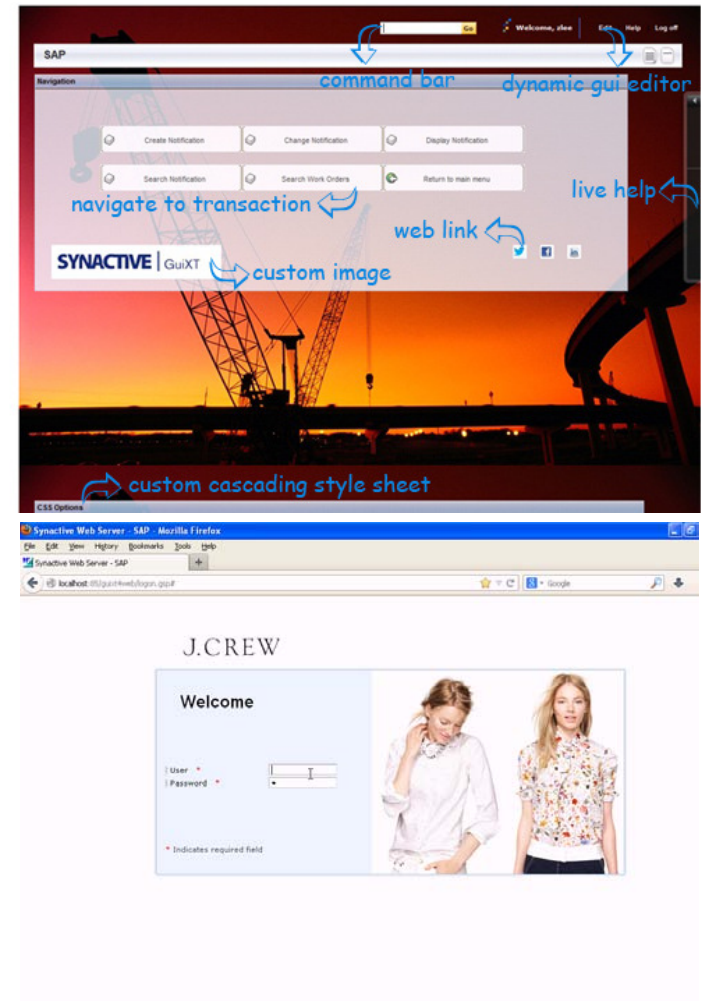 Go
Welcome, zlee
Edit Help Log off
SAP
command bar
dynamic gui editor
Navigation
Create Notification
Change Notification
Display Notification
Search Notification
Search Work Orders
Return to main menu
navigate to transaction
live help
web link
SYNACTIVE | GuiXT
custom image
custom cascading style sheet
CSS Options
Synactive Web Server - SAP - Mozilla Firefox
File Edit View History Bookmarks Tools Help
Synactive Web Server - SAP
Google
J.CREW
Welcome
User *
Password *
* Indicates required field